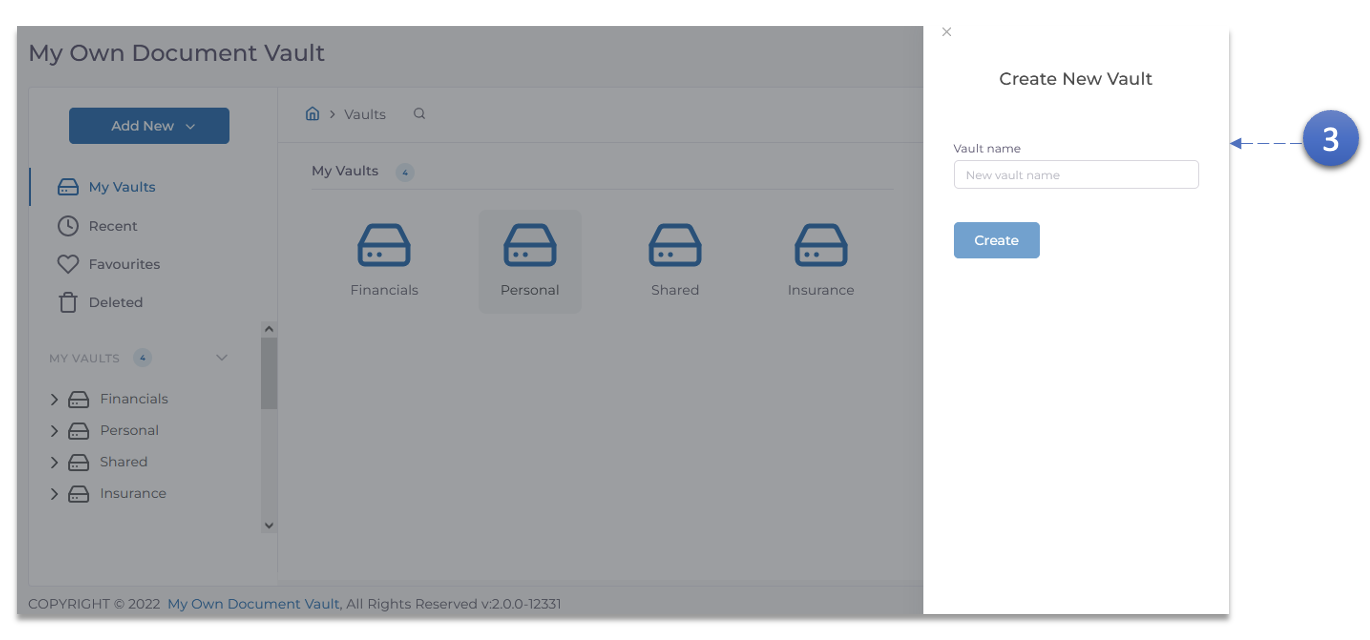 My Own Document Vault
Add New
My Vaults
Recent
Favourites
Deleted
MY VAULTS 4
Financials
Personal
Shared
Insurance
Vaults
My Vaults 4
Financials Personal Shared Insurance
Create New Vault
Vault name
New vault name
Create
3
COPYRIGHT © 2022 My Own Document Vault, All Rights Reserved v:2.0.0-12331